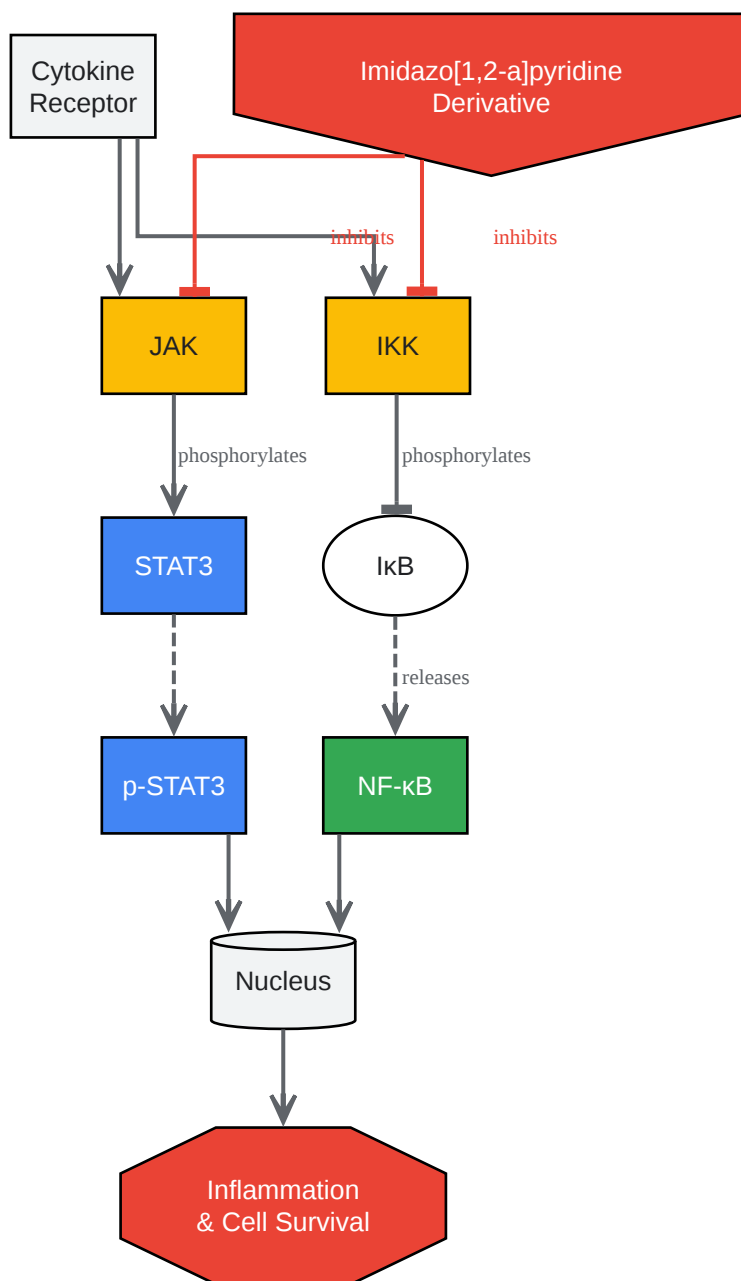 Cytokine
Receptor
Imidazo[1,2-a]pyridine
Derivative
inhibits
inhibits
JAK
IKK
phosphorylates
phosphorylates
STAT3
IκB
releases
p-STAT3
NF-κB
Nucleus
Inflammation
& Cell Survival